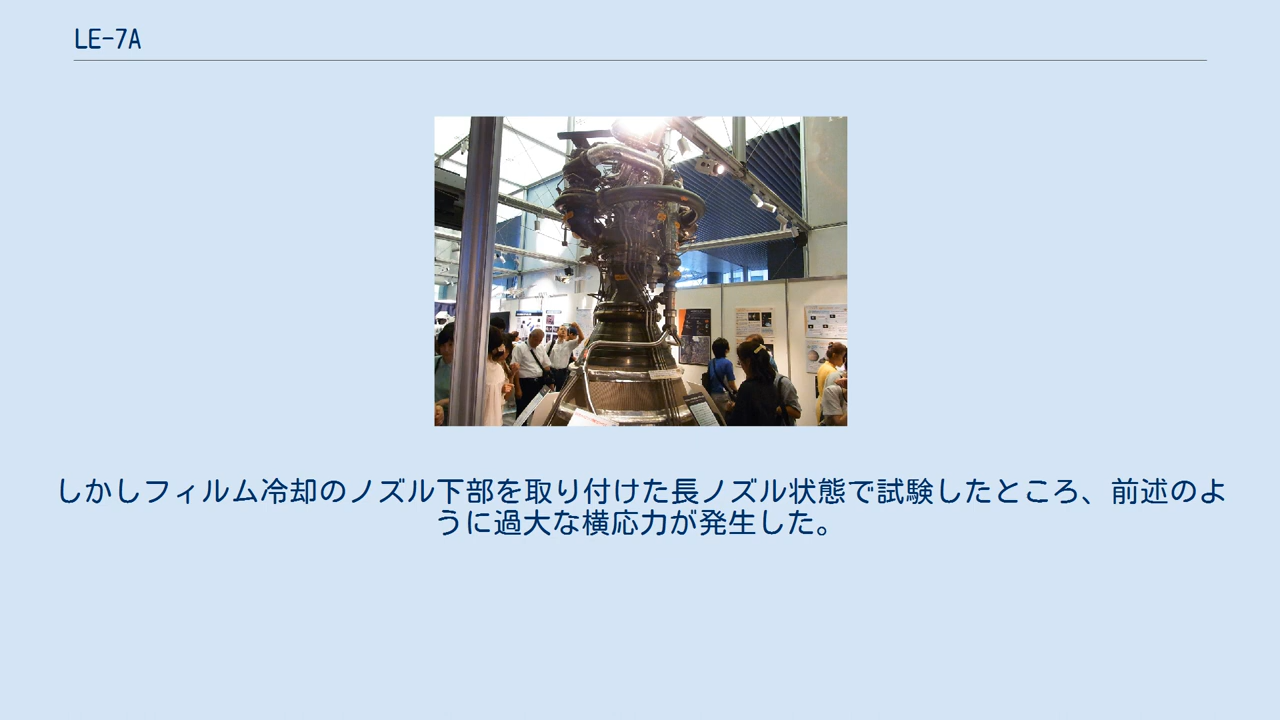 LE-7A
しかしフィルム冷却のノズル下部を取り付けた長ノズル状態で試験したところ、前述のよ
うに過大な横応力が発生した。